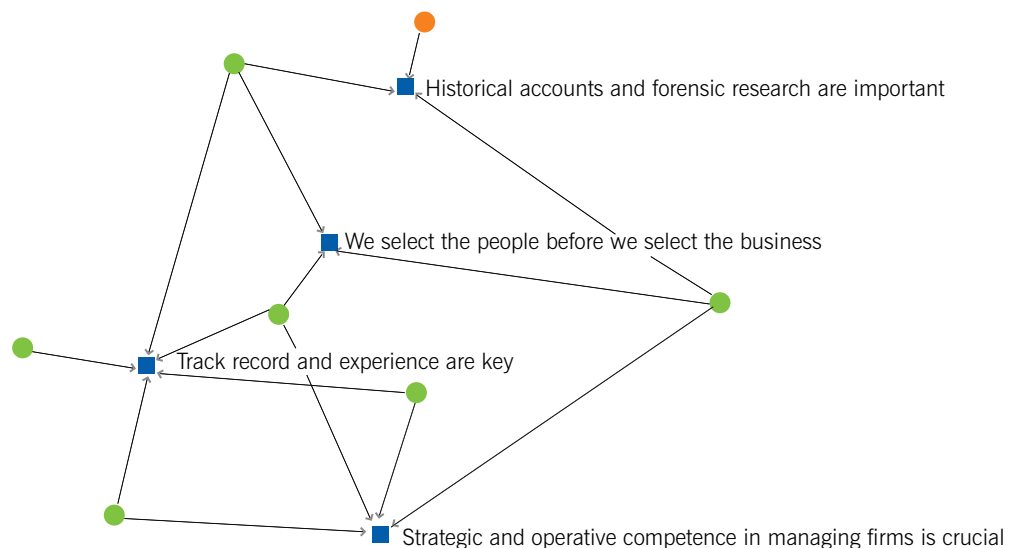 Historical accounts and forensic research are important
We select the people before we select the business
Track record and experience are key
Strategic and operative competence in managing firms is crucial